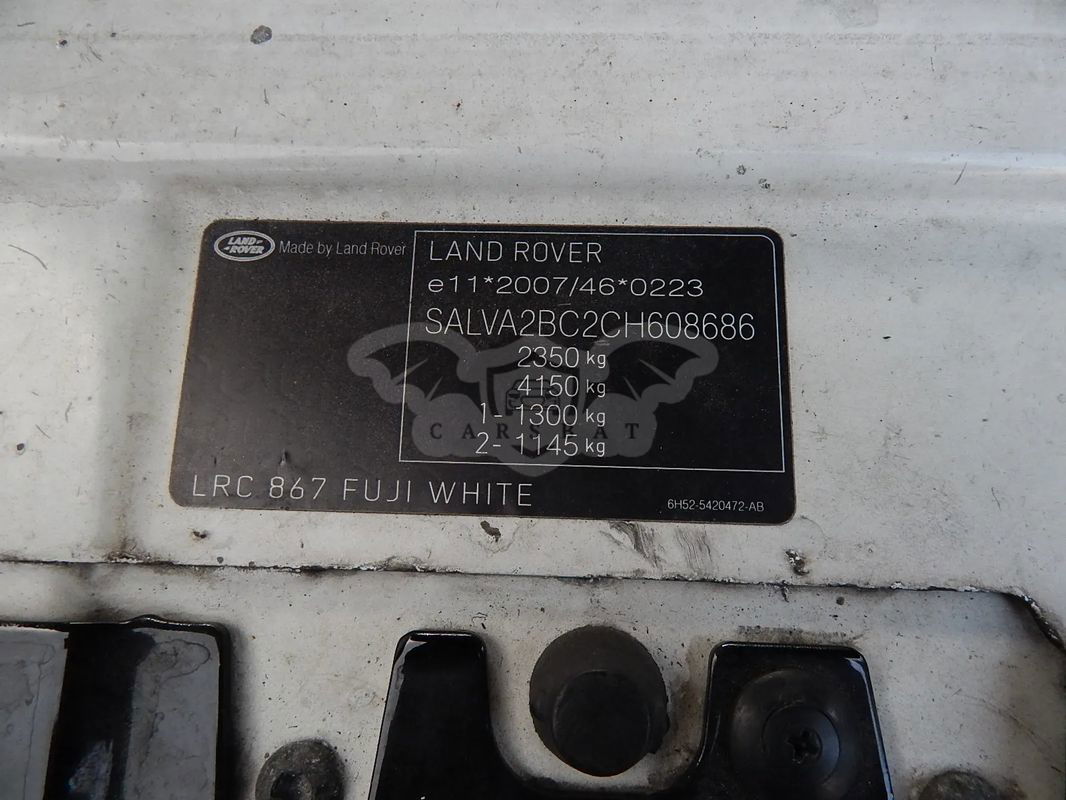 LAND-
-ROVER
Made by Land Rover
LAND ROVER
e11*2007/46*0223
SALVA2BC2CH608686
2350 kg
4150 kg
1- 1300 kg
2- 1145 kg
CARSBAT
LRC 867 FUJI WHITE
6H52-5420472-AB